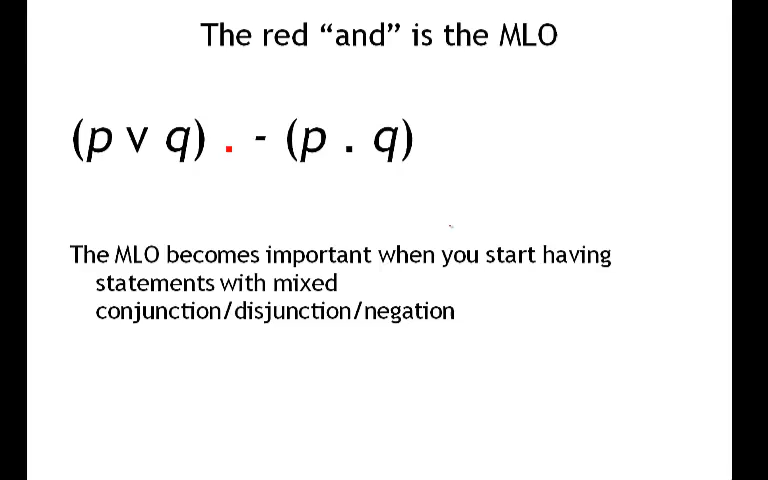 The red “and” is the MLO
(p v q) . - (p . q)
The MLO becomes important when you start having
statements with mixed
conjunction/disjunction/negation